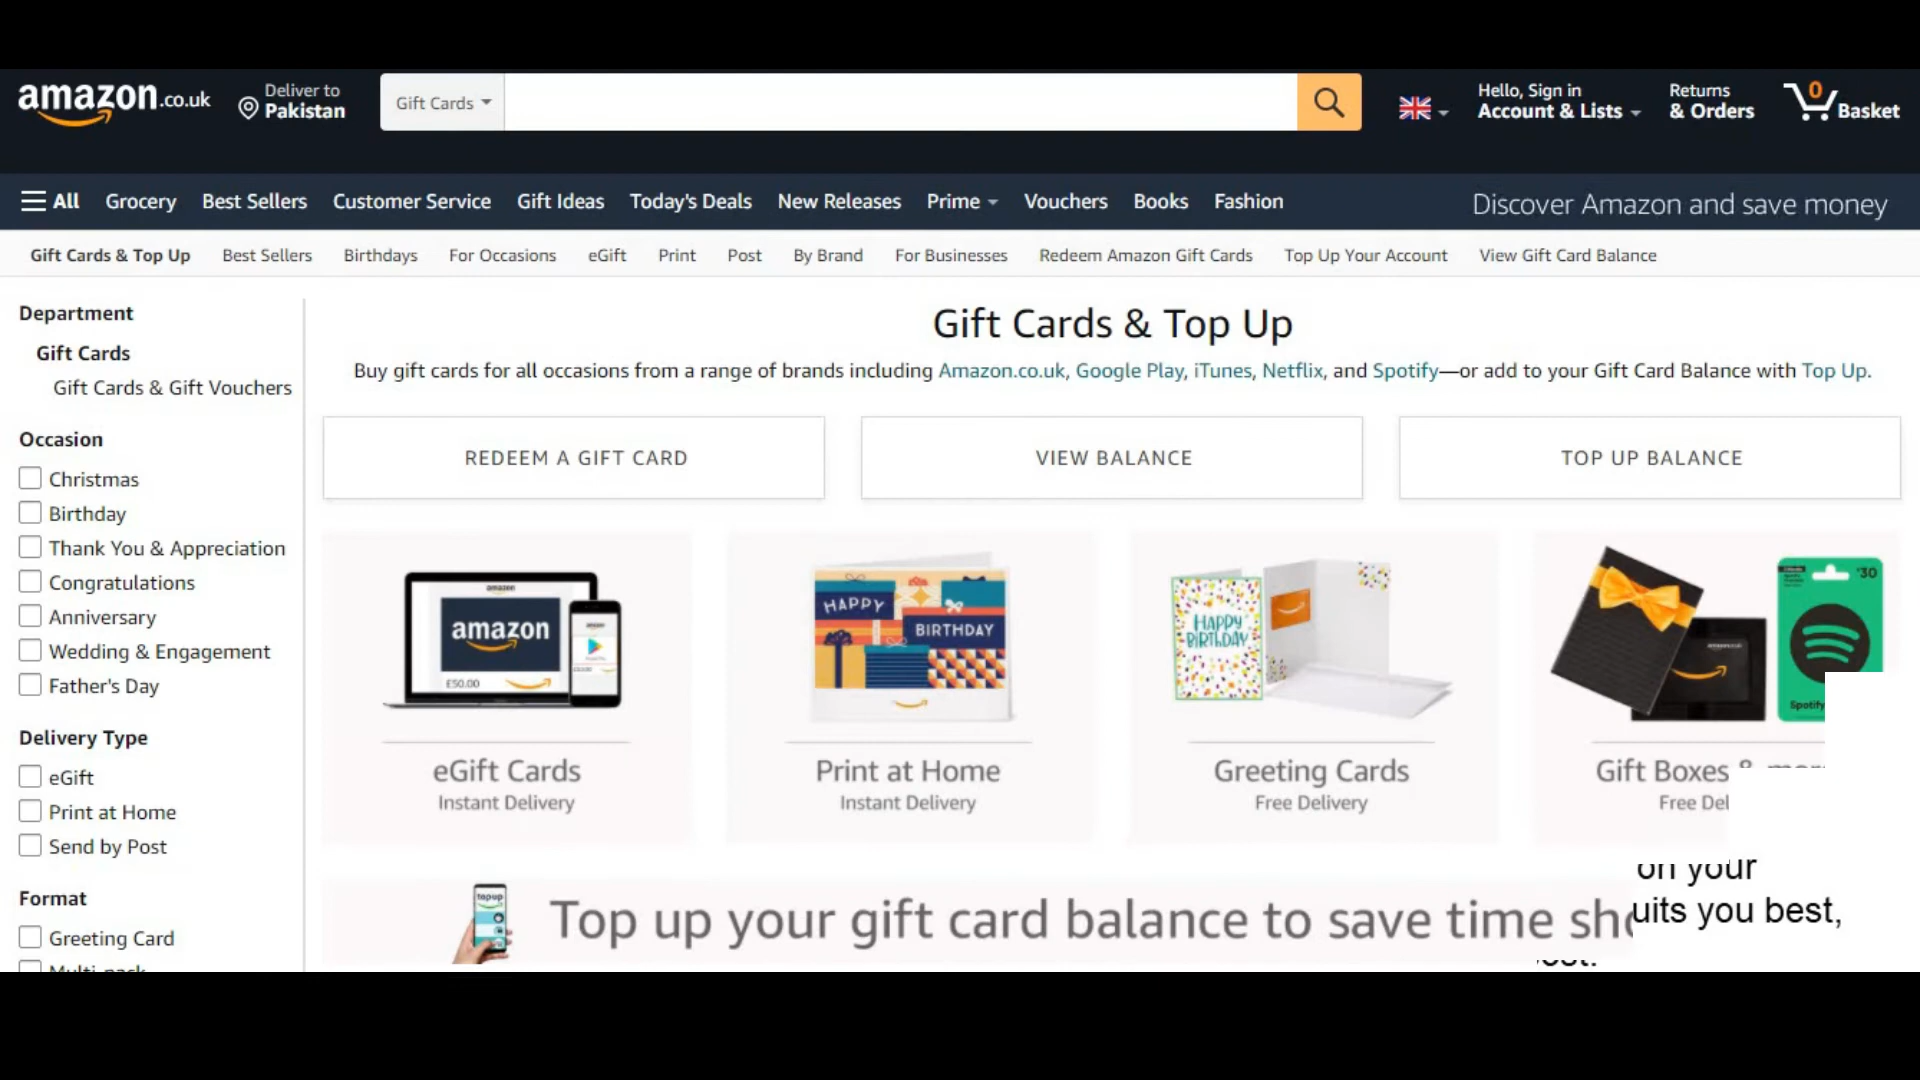 amazon.co.uk
Deliver to
Pakistan
Gift Cards
Hello, Sign in
Account & Lists
Returns
& Orders
0
Basket
All Grocery Best Sellers Customer Service Gift Ideas Today's Deals New Releases Prime Vouchers Books Fashion
Discover Amazon and save money
Gift Cards & Top Up Best Sellers Birthdays For Occasions eGift Print Post By Brand For Businesses Redeem Amazon Gift Cards Top Up Your Account View Gift Card Balance
Department
Gift Cards
Gift Cards & Gift Vouchers
Occasion
Christmas
Birthday
Thank You & Appreciation
Congratulations
Anniversary
Wedding & Engagement
Father's Day
Delivery Type
eGift
Print at Home
Send by Post
Format
Greeting Card
Multi-pack
Gift Cards & Top Up
Buy gift cards for all occasions from a range of brands including Amazon.co.uk, Google Play, iTunes, Netflix, and Spotify—or add to your Gift Card Balance with Top Up.
REDEEM A GIFT CARD
VIEW BALANCE
TOP UP BALANCE
amazon
amazon
£50.00
eGift Cards
Instant Delivery
HAPPY
BIRTHDAY
Print at Home
Instant Delivery
HAPPY
BIRTHDAY
Greeting Cards
Free Delivery
30
Spotify
Gift Boxes &
Free Del
topup
Top up your gift card balance to save time sho
on your
uits you best,